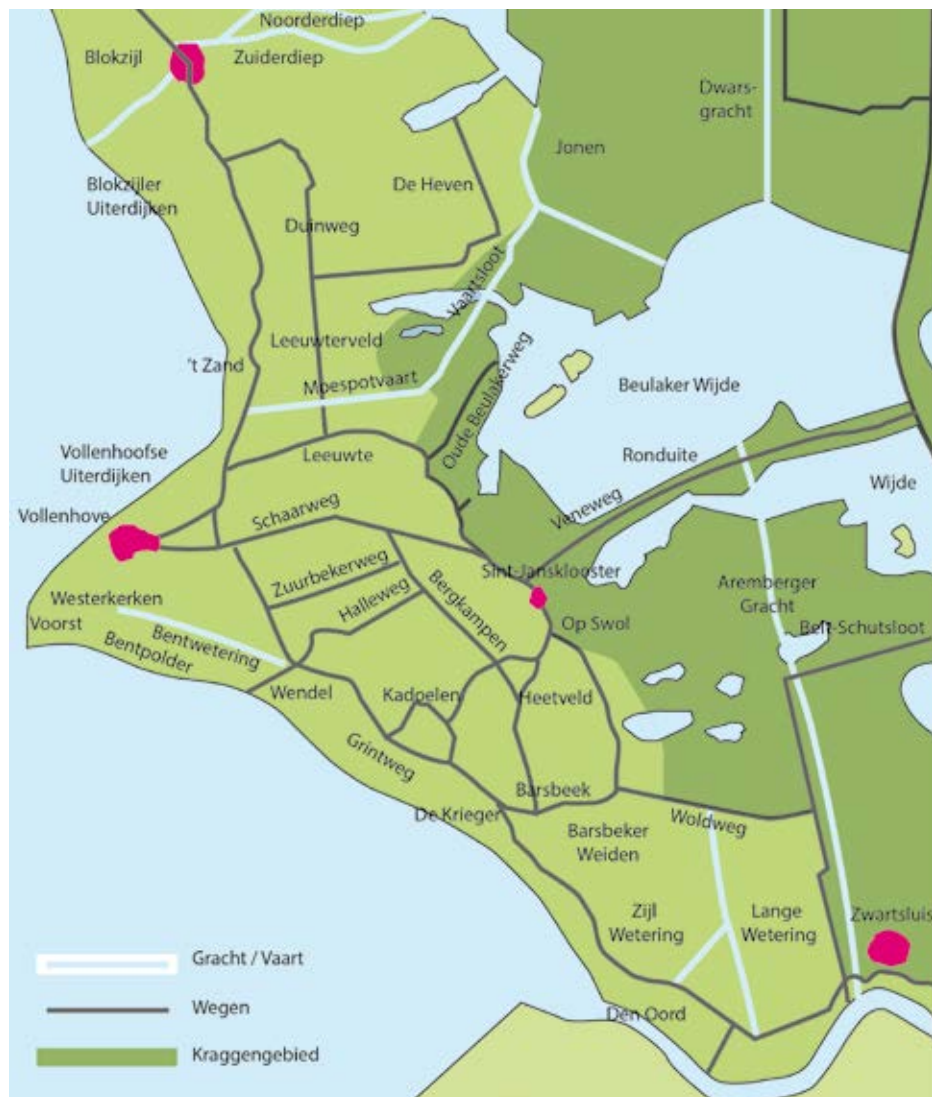 Noorderdiep
Blokzijl
Zuiderdiep
Dwars-
gracht
Jonen
De Heven
Blokzijler
Uiterdijken
Duinweg
Vaartsloot
Leeuwterveld
't Zand
Moespotvaart
Oude Beulakerweg
Beulaker Wijde
Vollenhoofse
Uiterdijken
Leeuwte
Ronduite
Wijde
Vollenhove
Schaarweg
Veneweg
Zuurbekerweg
Sint-Jansklooster
Bergkampen
Aremberger
Gracht
Halleweg
Westerkerken
Voorst
Op Swol
Belt-Schutsloot
Bentwetering
Bentpolder
Wendel
Kadoelen
Heetveld
Grintweg
Barsbeek
De Krieger
Woldweg
Barsbeker
Weiden
Zijl
Wetering
Lange
Wetering
Zwartsluis
Gracht / Vaart
Wegen
Den Oord
Kraggengebied